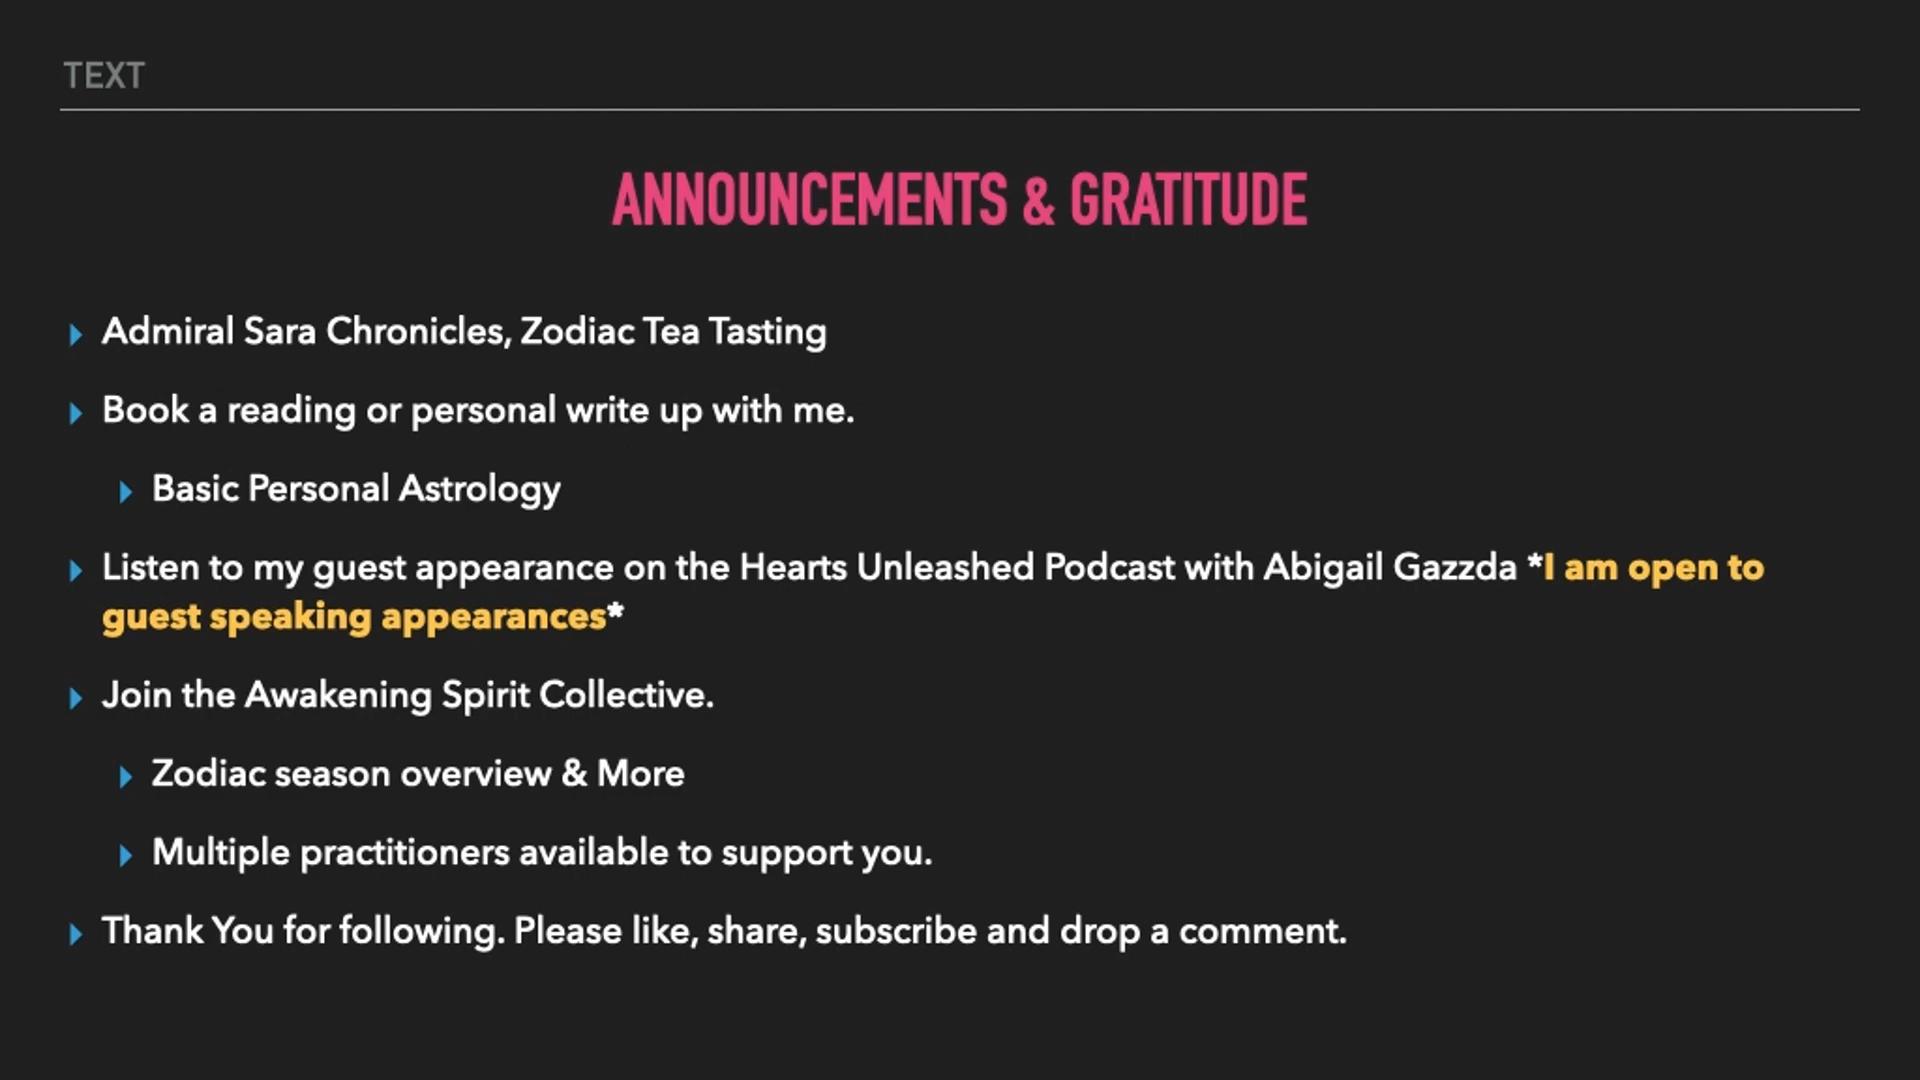 TEXT
ANNOUNCEMENTS & GRATITUDE
Admiral Sara Chronicles, Zodiac Tea Tasting
Book a reading or personal write up with me.
Basic Personal Astrology
Listen to my guest appearance on the Hearts Unleashed Podcast with Abigail Gazzda *I am open to
guest speaking appearances*
Join the Awakening Spirit Collective.
Zodiac season overview & More
Multiple practitioners available to support you.
Thank You for following. Please like, share, subscribe and drop a comment.